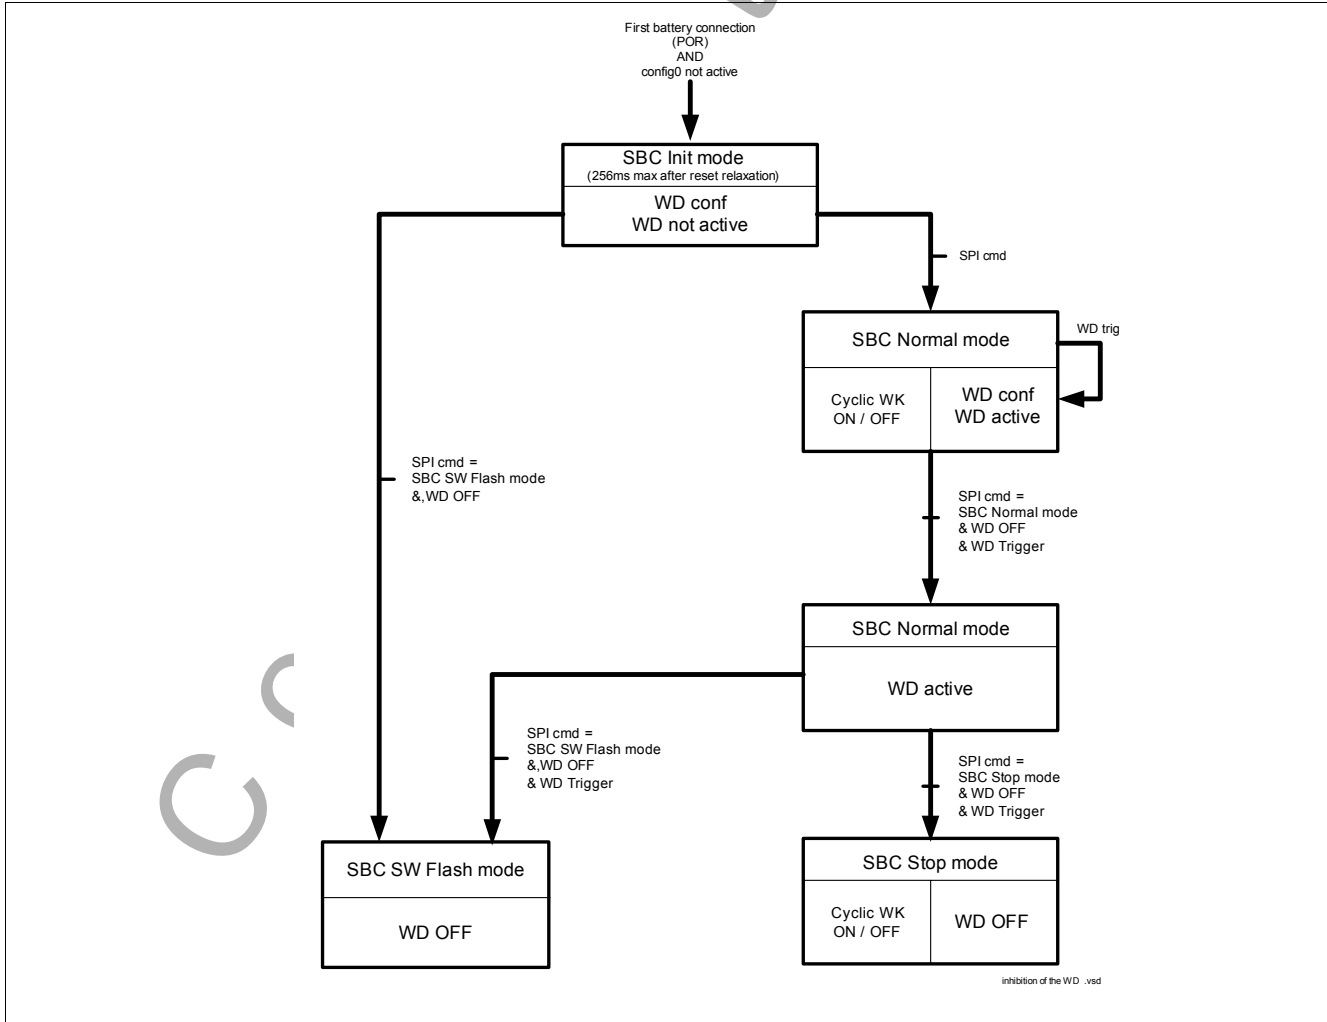 First battery connection
(POR)
AND
config0 not active
SBC Init mode
(256ms max after reset relaxation)
WD conf
WD not active
SPI cmd
SBC Normal mode
WD trig
Cyclic WK
ON / OFF
WD conf
WD active
SPI cmd =
SBC SW Flash mode
&,WD OFF
SPI cmd =
SBC Normal mode
& WD OFF
& WD Trigger
SBC Normal mode
WD active
SPI cmd =
SBC SW Flash mode
&,WD OFF
& WD Trigger
SPI cmd =
SBC Stop mode
& WD OFF
& WD Trigger
SBC SW Flash mode
WD OFF
SBC Stop mode
Cyclic WK
ON / OFF
WD OFF
inhibition of the WD .vsd